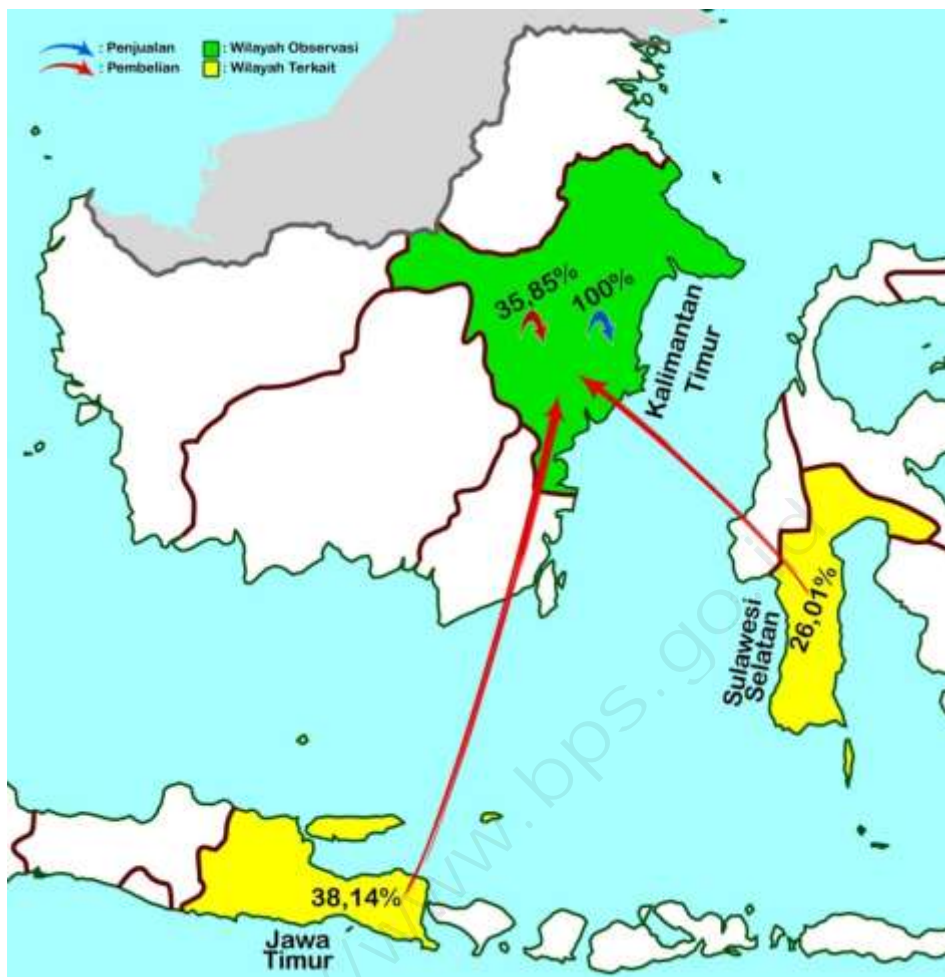 : Penjualan
: Wilayah Observasi
: Pembelian
: Wilayah Terkait
35,85%
100%
Kalimantan
Timur
26,01%
Sulawesi
Selatan
38,14%
Jawa
Timur
www.bps.go.id